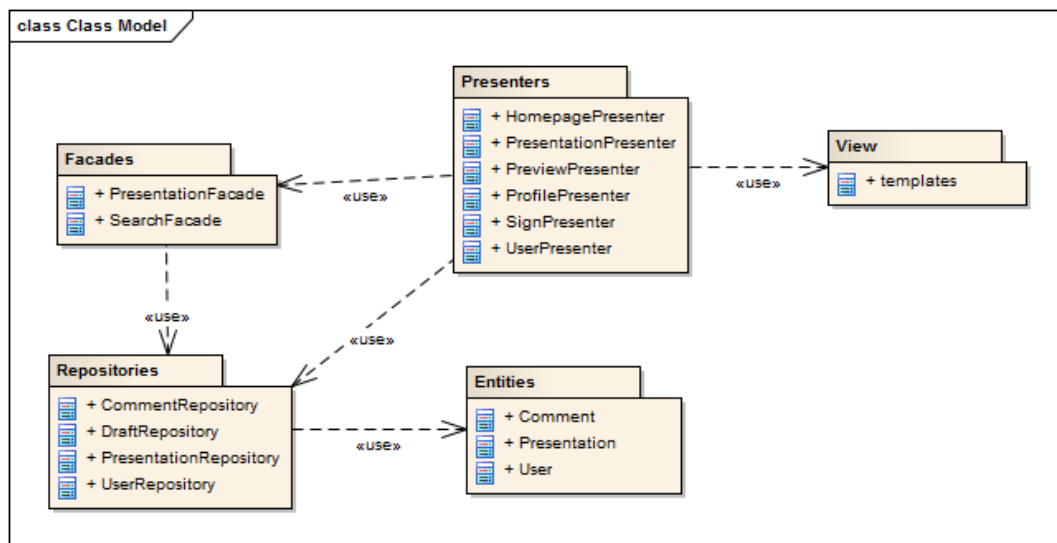 class Class Model
Presenters
+ HomepagePresenter
+ PresentationPresenter
+ PreviewPresenter
+ ProfilePresenter
+ SignPresenter
+ UserPresenter
Facades
+ PresentationFacade
+ SearchFacade
View
+ templates
«use»
«use»
«use»
«use»
Repositories
+ CommentRepository
+ DraftRepository
+ PresentationRepository
+ UserRepository
Entities
+ Comment
+ Presentation
+ User
«use»